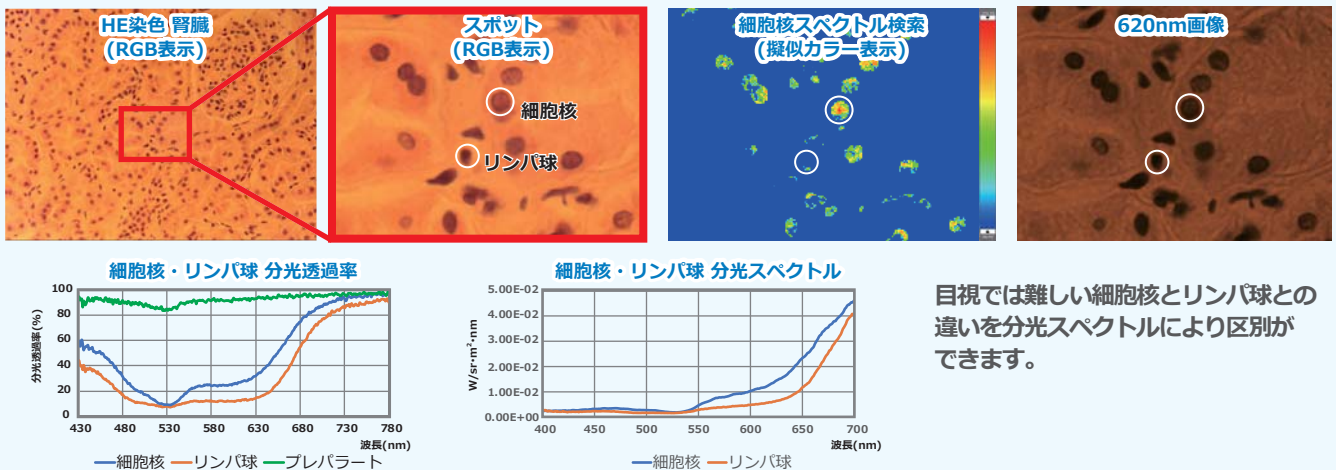 HE染色 腎臓
(RGB表示)
スポット
(RGB表示)
細胞核
リンパ球
細胞核スペクトル検索
(擬似カラー表示)
620nm画像
細胞核・リンパ球 分光透過率
分光透過率(%)
100
80
60
40
20
0
430 480 530 580 630 680 730 780
波長(nm)
細胞核 リンパ球 プレパラート
細胞核・リンパ球 分光スペクトル
W/sr・m²・nm
5.00E-02
4.00E-02
3.00E-02
2.00E-02
1.00E-02
0.00E+00
400 450 500 550 600 650 700
波長(nm)
細胞核 リンパ球
目視では難しい細胞核とリンパ球との
違いを分光スペクトルにより区別が
できます。